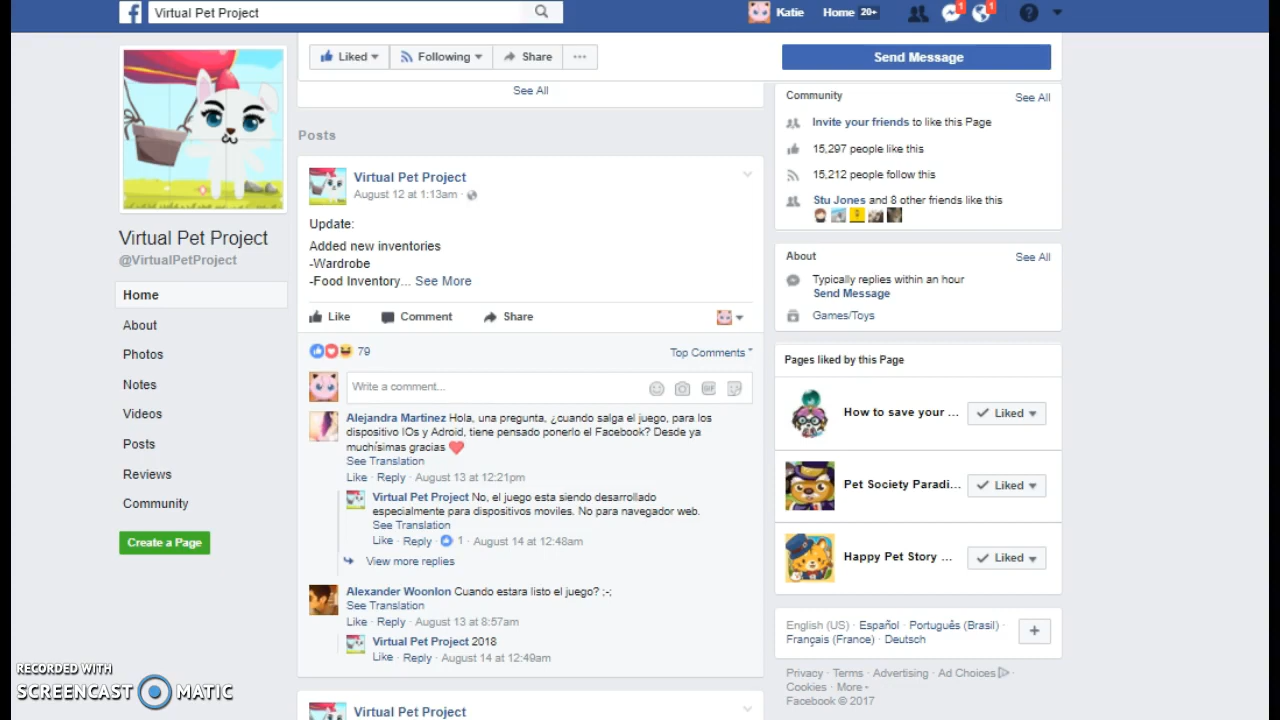 Virtual Pet Project
Katie
Home 20+
1
1
Liked
Following
Share
Send Message
See All
Virtual Pet Project
@VirtualPetProject
Home
About
Photos
Notes
Videos
Posts
Reviews
Community
Create a Page
Posts
Virtual Pet Project
August 12 at 1:13am
Update:
Added new inventories
-Wardrobe
-Food Inventory... See More
Like Comment Share
79
Top Comments
Write a comment...
GIF
Alejandra Martinez Hola, una pregunta, ¿cuando salga el juego, para los
dispositivo IOs y Adroid, tiene pensado ponerlo el Facebook? Desde ya
muchísimas gracias
See Translation
Like · Reply · August 13 at 12:21pm
Virtual Pet Project No, el juego esta siendo desarrollado
especialmente para dispositivos moviles. No para navegador web.
See Translation
Like · Reply · 1 · August 14 at 12:48am
View more replies
Alexander Woonlon Cuando estara listo el juego? :-;
See Translation
Like · Reply · August 13 at 8:57am
Virtual Pet Project 2018
Like · Reply · August 14 at 12:49am
Virtual Pet Project
Community
See All
Invite your friends to like this Page
15,297 people like this
15,212 people follow this
Stu Jones and 8 other friends like this
About
See All
Typically replies within an hour
Send Message
Games/Toys
Pages liked by this Page
How to save your ...
Liked
Pet Society Paradi...
Liked
Happy Pet Story ...
Liked
English (US) · Español · Português (Brasil) ·
Français (France) · Deutsch
Privacy · Terms · Advertising · Ad Choices ·
Cookies · More
Facebook © 2017
RECORDED WITH
SCREENCAST MATIC